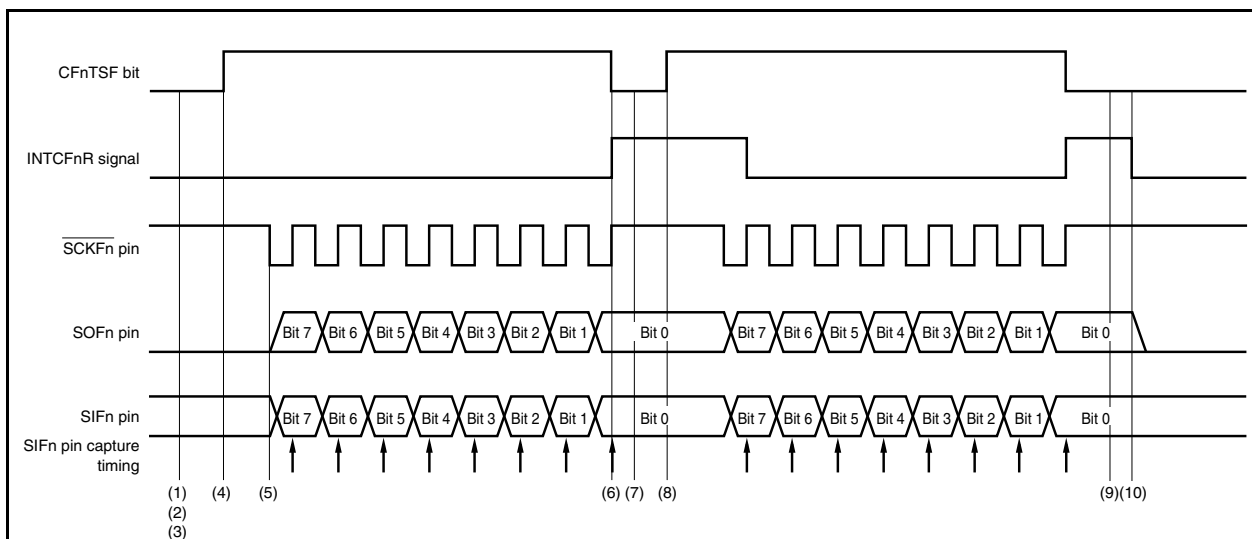 CFnTSF bit
INTCFnR signal
SCKFn pin
SOFn pin
Bit 7 Bit 6 Bit 5 Bit 4 Bit 3 Bit 2 Bit 1 Bit 0 Bit 7 Bit 6 Bit 5 Bit 4 Bit 3 Bit 2 Bit 1 Bit 0
SIFn pin
Bit 7 Bit 6 Bit 5 Bit 4 Bit 3 Bit 2 Bit 1 Bit 0 Bit 7 Bit 6 Bit 5 Bit 4 Bit 3 Bit 2 Bit 1 Bit 0
SIFn pin capture
timing
(1) (4) (5) (6) (7) (8) (9) (10)
(2)
(3)